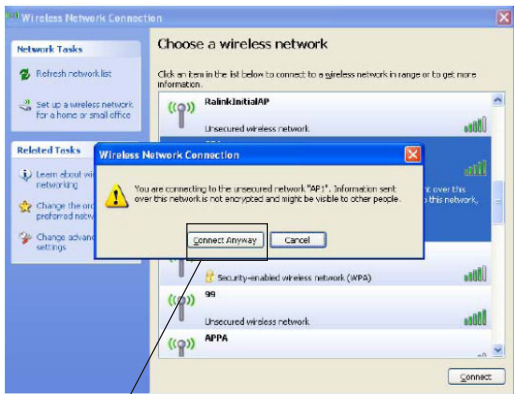 Wireless Network Connection
Network Tasks
Refresh network list
Set up a wireless network
for a home or small office
Related Tasks
Learn about
networking
Change the
preferred
Change
settings
Choose a wireless network
Click an item in the list below to connect to a wireless network in range or to get more
information.
RalinkInitialAP
Unsecured wireless network
over this
this network,
Wireless Network Connection
You are connecting to the unsecured network "AP1". Information sent
over this network is not encrypted and might be visible to other people.
Connect Anyway
Cancel
Security-enabled wireless network (WPA)
99
Unsecured wireless network
APPA
Connect